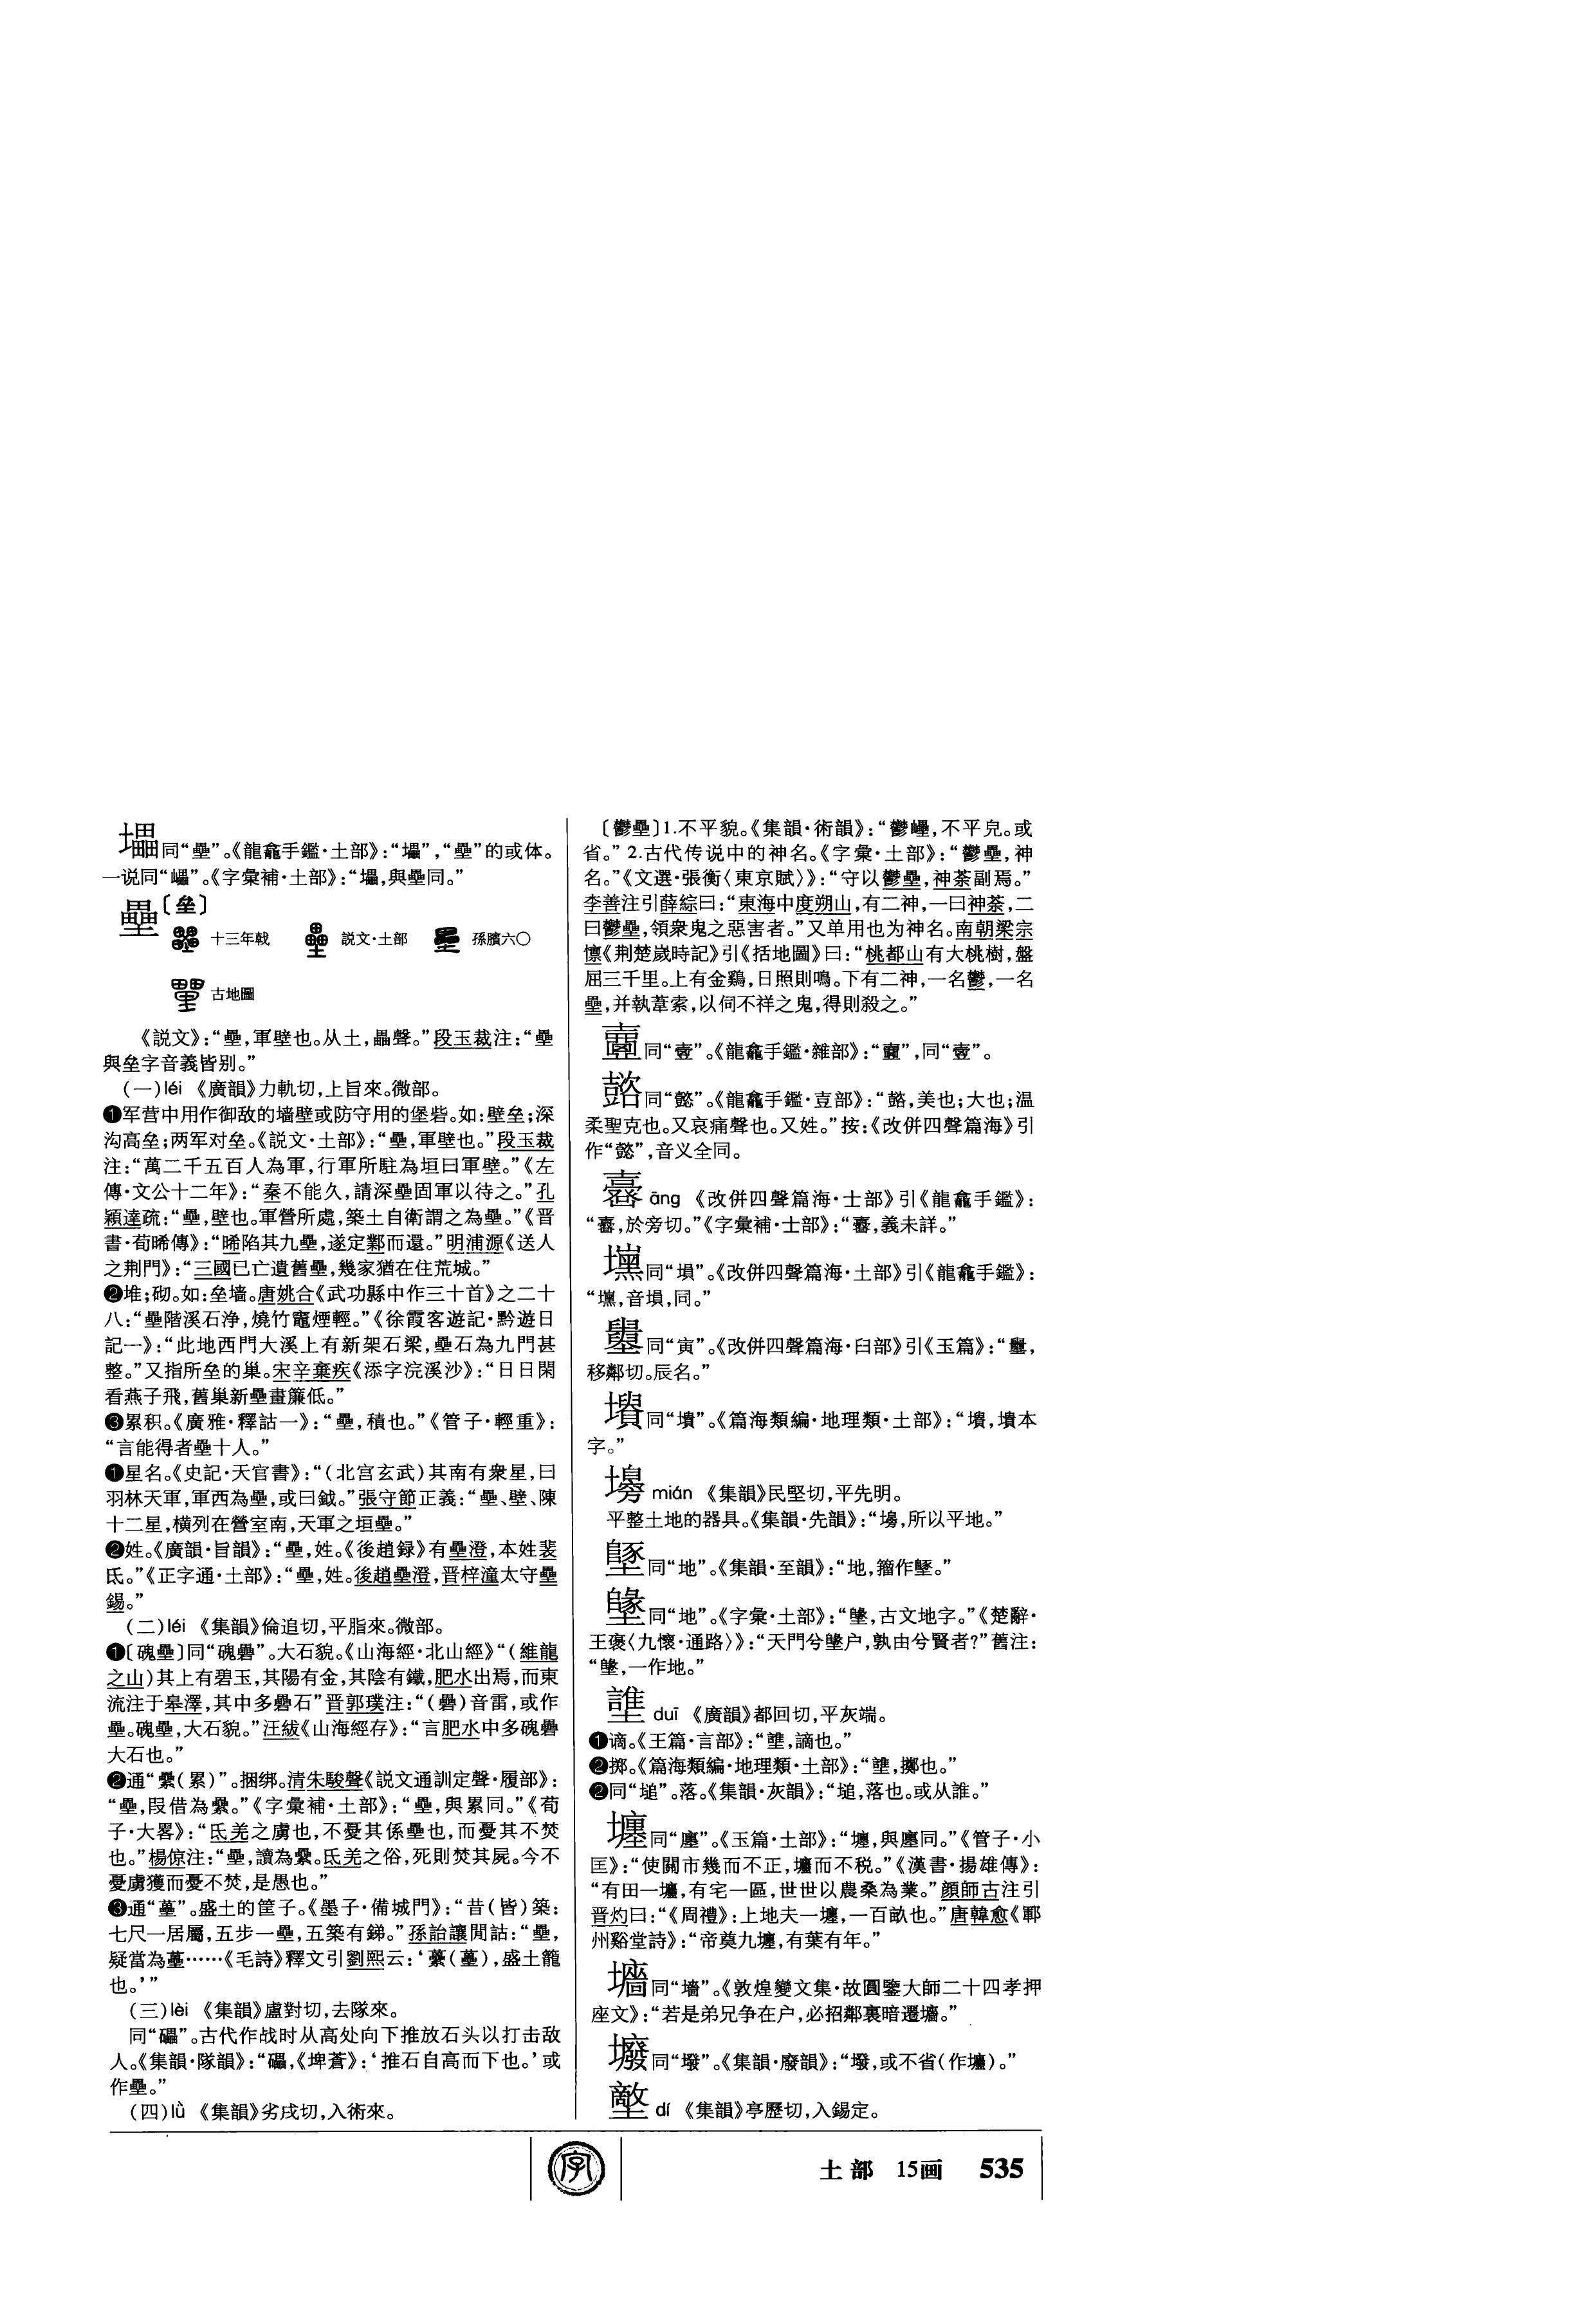 同“壘”。《龍龕手鑑·土部》：“”，“壘”的或体。
一说同“”。《字彙補·土部》：“，與壘同。”
壘〔垒〕
十三年戟 説文·土部 孫臏六〇
古地圖
《説文》：“壘，軍壁也。从土，畾聲。”段玉裁注：“壘
與垒字音義皆别。”
(一)léi 《廣韻》力軌切，上旨來。微部。
❶军营中用作御敌的墙壁或防守用的堡砦。如：壁垒；深
沟高垒；两军对垒。《説文·土部》：“壘，軍壁也。”段玉裁
注：“萬二千五百人為軍，行軍所駐為垣曰軍壁。”《左
傳·文公十二年》：“秦不能久，請深壘固軍以待之。”孔
穎達疏：“壘，壁也。軍營所處，築土自衛謂之為壘。”《晋
書·荀晞傳》：“晞陷其九壘，遂定鄴而還。”明浦源《送人
之荆門》：“三國已亡遺舊壘，幾家猶在住荒城。”
❷堆；砌。如：垒墙。唐姚合《武功縣中作三十首》之二十
八：“壘階溪石浄，燒竹竈煙輕。”《徐霞客遊記·黔遊日
記一》：“此地西門大溪上有新架石梁，壘石為九門甚
整。”又指所垒的巢。宋辛棄疾《添字浣溪沙》：“日日閑
看燕子飛，舊巢新壘畫簾低。”
❸累积。《廣雅·釋詁一》：“壘，積也。”《管子·輕重》：
“言能得者壘十人。”
❶星名。《史記·天官書》：“（北宫玄武）其南有衆星，曰
羽林天軍，軍西為壘，或曰鉞。”張守節正義：“壘、壁、陳
十二星，横列在營室南，天軍之垣壘。”
❷姓。《廣韻·旨韻》：“壘，姓。《後趙録》有壘澄，本姓裴
氏。”《正字通·土部》：“壘，姓。後趙壘澄，晋梓潼太守壘
錫。”
(二)léi 《集韻》倫追切，平脂來。微部。
❶〔磈壘〕同“磈礨”。大石貌。《山海經·北山經》“（維龍
之山）其上有碧玉，其陽有金，其陰有鐵，肥水出焉，而東
流注于皋澤，其中多礨石”晋郭璞注：“（礨）音雷，或作
壘。磈壘，大石貌。”汪紱《山海經存》：“言肥水中多磈礨
大石也。”
❷通“纍（累）”。捆绑。清朱駿聲《説文通訓定聲·履部》：
“壘，叚借為纍。”《字彙補·土部》：“壘，與累同。”《荀
子·大畧》：“氐羌之虜也，不憂其係壘也，而憂其不焚
也。”楊倞注：“壘，讀為纍。氐羌之俗，死則焚其屍。今不
憂虜獲而憂不焚，是愚也。”
❸通“蔂”。盛土的筐子。《墨子·備城門》：“昔（皆）築：
七尺一居屬，五步一壘，五築有銻。”孫詒讓閒詁：“壘，
疑當為……《毛詩》釋文引劉熙云：‘虆（），盛土籠
也。’”
(三)lèi 《集韻》盧對切，去隊來。
同“礧”。古代作战时从高处向下推放石头以打击敌
人。《集韻·隊韻》：“礧，《埤蒼》：‘推石自高而下也。’或
作壘。”
(四)lǜ 《集韻》劣戌切，入術來。
〔鬱壘〕1.不平貌。《集韻·術韻》：“鬱，不平皃。或
省。”2.古代传说中的神名。《字彙·土部》：“鬱壘，神
名。”《文選·張衡〈東京賦〉》：“守以鬱壘，神荼副焉。”
李善注引薛綜曰：“東海中度朔山，有二神，一曰神荼，二
曰鬱壘，領衆鬼之惡害者。”又单用也为神名。南朝梁宗
懔《荆楚嵗時記》引《括地圖》曰：“桃都山有大桃樹，盤
屈三千里。上有金鷄，日照則鳴。下有二神，一名鬱，一名
壘，并執葦索，以伺不祥之鬼，得則殺之。”
同“壹”。《龍龕手鑑·雜部》：“”，同“壹”。
同“懿”。《龍龕手鑑·壴部》：“，美也；大也；温
柔聖克也。又哀痛聲也。又姓。”按：《改併四聲篇海》引
作“懿”，音义全同。
āng 《改併四聲篇海·士部》引《龍龕手鑑》：
“，於旁切。”《字彙補·士部》：“，義未詳。”
同“塤”。《改併四聲篇海·土部》引《龍龕手鑑》：
“壎，音塤，同。”
同“寅”。《改併四聲篇海·臼部》引《玉篇》：“，
移鄰切。辰名。”
同“墳”。《篇海類編·地理類·土部》：“，墳本
字。”
mián 《集韻》民堅切，平先明。
平整土地的器具。《集韻·先韻》：“，所以平地。”
同“地”。《集韻·至韻》：“地，籀作。”
同“地”。《字彙·土部》：“，古文地字。”《楚辭·
王褒〈九懷·通路〉》：“天門兮户，孰由兮賢者？”舊注：
“，一作地。”
duī 《廣韻》都回切，平灰端。
❶谪。《玉篇·言部》：“，謫也。”
❷掷。《篇海類編·地理類·土部》：“，擲也。”
❷同“塠”。落。《集韻·灰韻》：“塠，落也。或从誰。”
壥同“廛”。《玉篇·土部》：“壥，與廛同。”《管子·小
匡》：“使關市幾而不正，壥而不税。”《漢書·揚雄傳》：
“有田一壥，有宅一區，世世以農桑為業。”顔師古注引
晋灼曰：“《周禮》：上地夫一壥，一百畝也。”唐韓愈《鄆
州谿堂詩》：“帝奠九壥，有葉有年。”
同“墻”。《敦煌變文集·故圓鑒大師二十四孝押
座文》：“若是弟兄争在户，必招鄰裏暗遷。”
同“墢”。《集韻·廢韻》：“墢，或不省（作）。”
dí 《集韻》亭歷切，入錫定。
字
土部 15画 535